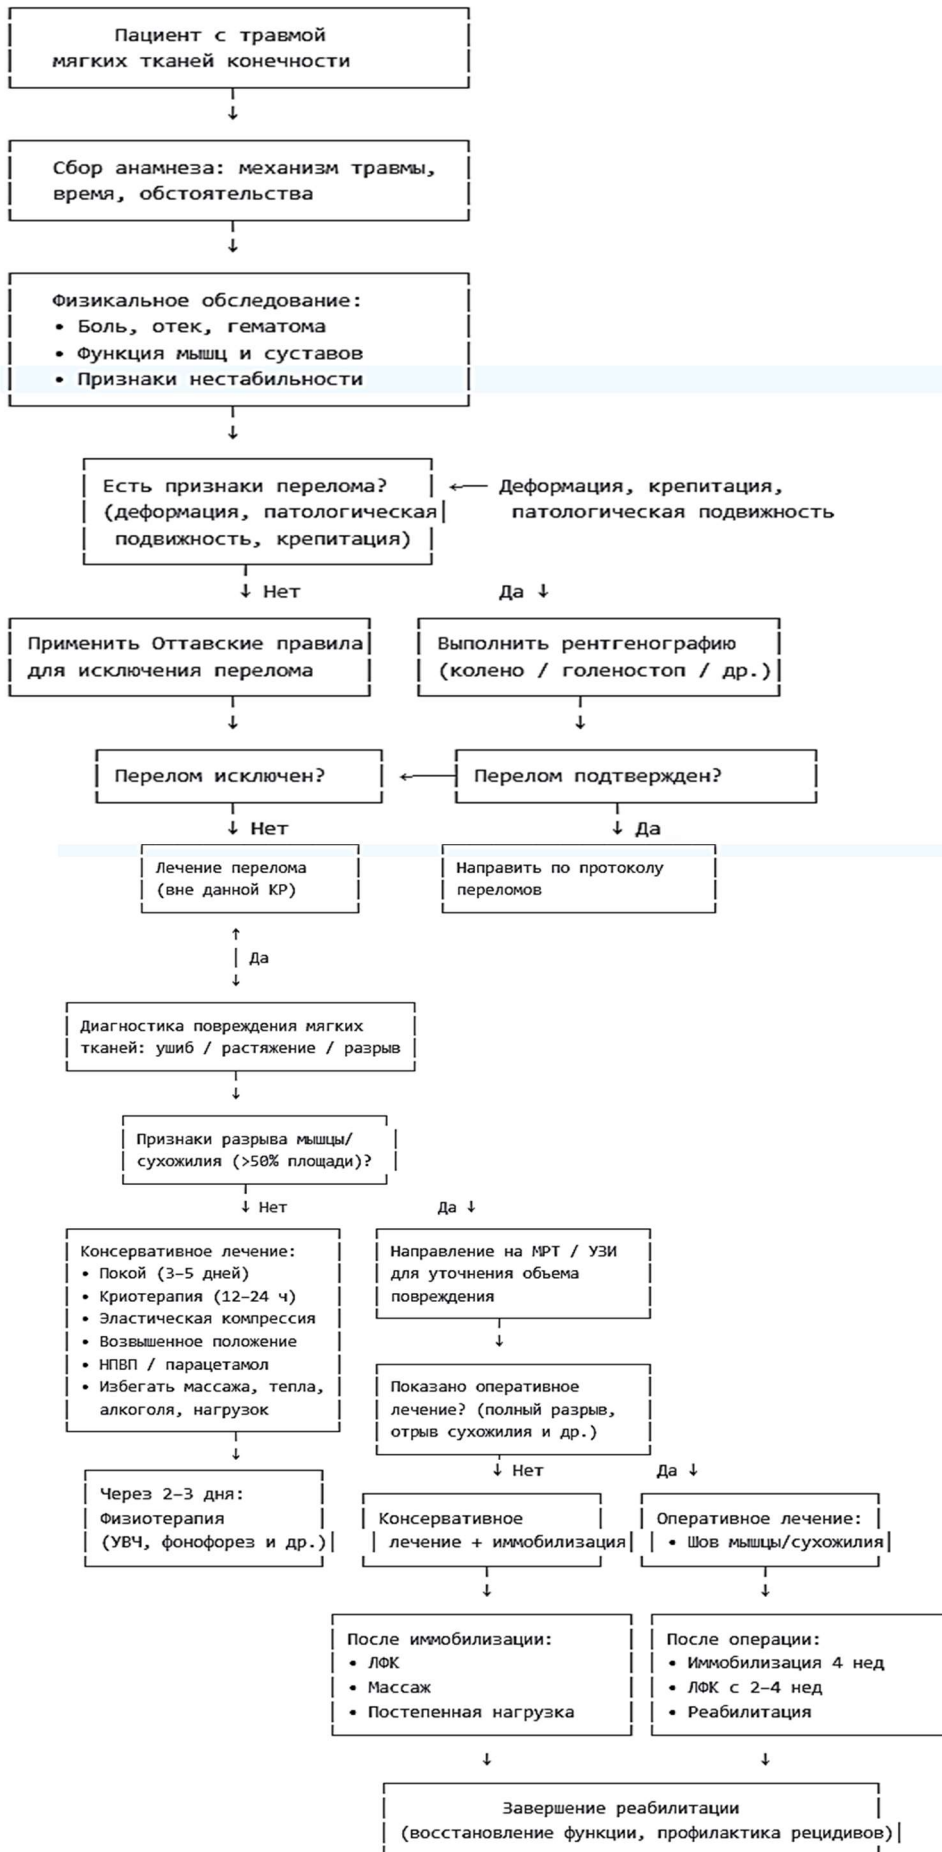 Пациент с травмой
мягких тканей конечности
↓
Сбор анамнеза: механизм травмы,
время, обстоятельства
↓
Физикальное обследование:
• Боль, отек, гематома
• Функция мышц и суставов
• Признаки нестабильности
↓
Есть признаки перелома?
(деформация, патологическая
подвижность, крепитация)
← Деформация, крепитация,
патологическая подвижность
↓ Нет
Да ↓
Применить Оттавские правила
для исключения перелома
Выполнить рентгенографию
(колено / голеностоп / др.)
↓
↓
Перелом исключен?
←
Перелом подтвержден?
↓ Нет
↓ Да
Лечение перелома
(вне данной КР)
Направить по протоколу
переломов
↑
Да
↓
Диагностика повреждения мягких
тканей: ушиб / растяжение / разрыв
↓
Признаки разрыва мышцы/
сухожилия (>50% площади)?
↓ Нет
Да ↓
Консервативное лечение:
• Покой (3–5 дней)
• Криотерапия (12–24 ч)
• Эластическая компрессия
• Возвышенное положение
• НПВП / парацетамол
• Избегать массажа, тепла,
алкоголя, нагрузок
Направление на МРТ / УЗИ
для уточнения объема
повреждения
↓
Показано оперативное
лечение? (полный разрыв,
отрыв сухожилия и др.)
↓
↓ Нет
Да ↓
Через 2–3 дня:
Физиотерапия
(УВЧ, фонофорез и др.)
Консервативное
лечение + иммобилизация
Оперативное лечение:
• Шов мышцы/сухожилия
↓
↓
После иммобилизации:
• ЛФК
• Массаж
• Постепенная нагрузка
После операции:
• Иммобилизация 4 нед
• ЛФК с 2–4 нед
• Реабилитация
↓
↓
Завершение реабилитации
(восстановление функции, профилактика рецидивов)